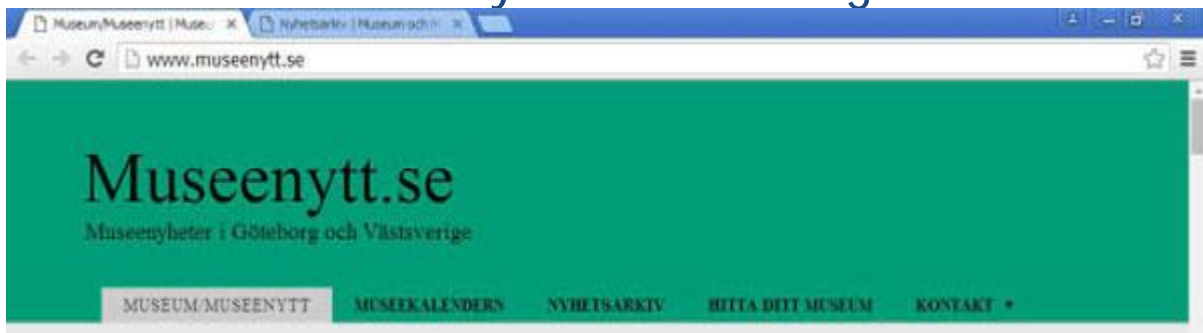 Museum/Museenytt | Museu
Nyhetsarkiv | Museum och n
www.museenytt.se
Museenytt.se
Museenyheter i Göteborg och Västsverige
MUSEUM/MUSEENYTT MUSEEKALENDERN NYHETSARKIV HITTA DITT MUSEUM KONTAKT